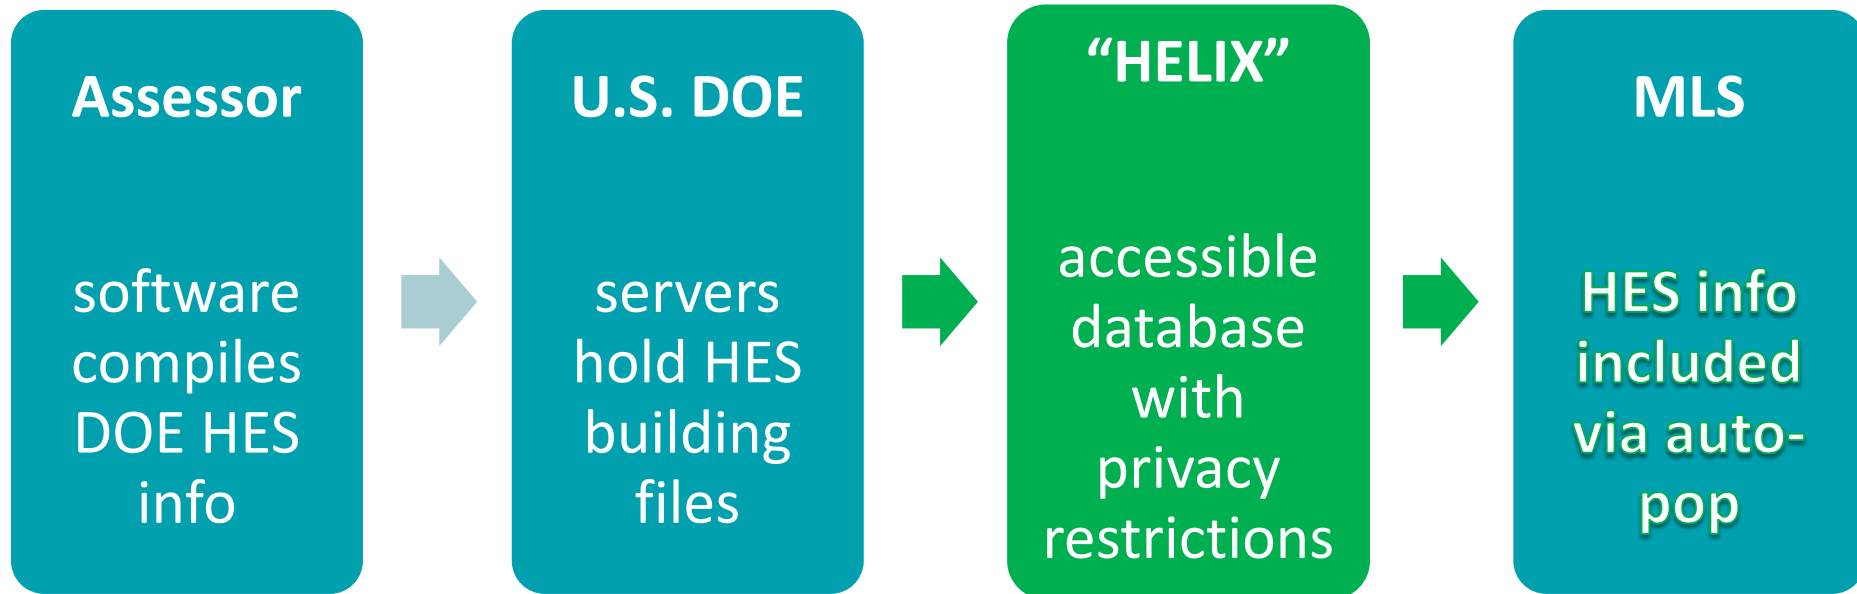 Assessor
software
compiles
DOE HES
info
U.S. DOE
servers
hold HES
building
files
“HELIX”
accessible
database
with
privacy
restrictions
MLS
HES info
included
via auto-
pop